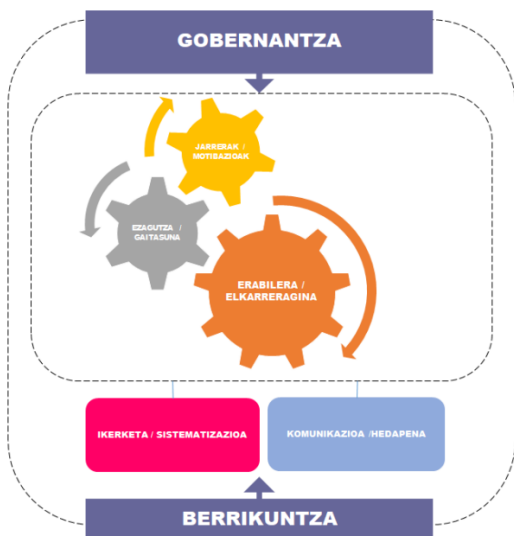 GOBERNANTZA
JARRERAK /
MOTIBAZIOAK
EZAGUTZA /
GAITASUNA
ERABILERA /
ELKARRERAGINA
IKERKETA / SISTEMATIZAZIOA
KOMUNIKAZIOA /HEDAPENA
BERRIKUNTZA